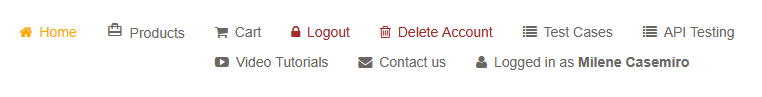 Home Products Cart Logout Delete Account Test Cases API Testing
Video Tutorials Contact us Logged in as Milene Casemiro